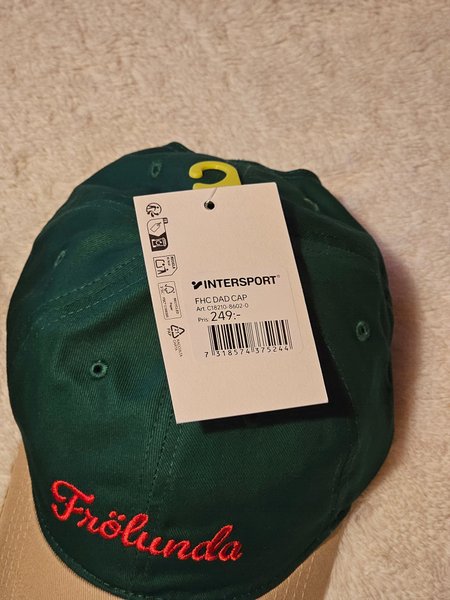 INTERSPORT
FHC DAD CAP
Art: C18210-8602-0
Pris: 249:-
7 318574 375244
Frölunda